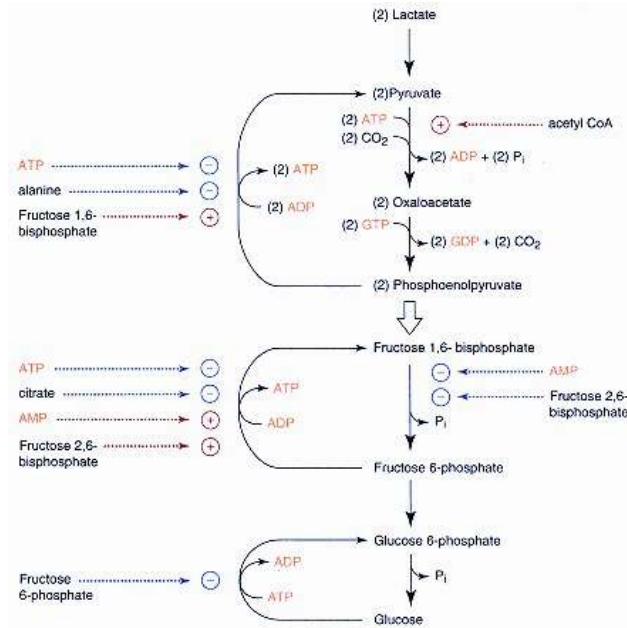 (2) Lactate
(2)Pyruvate
(2) ATP
(2) CO2
acetyl CoA
(2) ADP + (2) Pi
ATP
(2) ATP
alanine
(2) ADP
Fructose 1,6-
bisphosphate
(2) Oxaloacetate
(2) GTP
(2) GDP + (2) CO2
(2) Phosphoenolpyruvate
Fructose 1,6- bisphosphate
ATP
AMP
citrate
ATP
Fructose 2,6-
bisphosphate
AMP
ADP
Pi
Fructose 2,6-
bisphosphate
Fructose 6-phosphate
Glucose 6-phosphate
ADP
Fructose
6-phosphate
Pi
ATP
Glucose